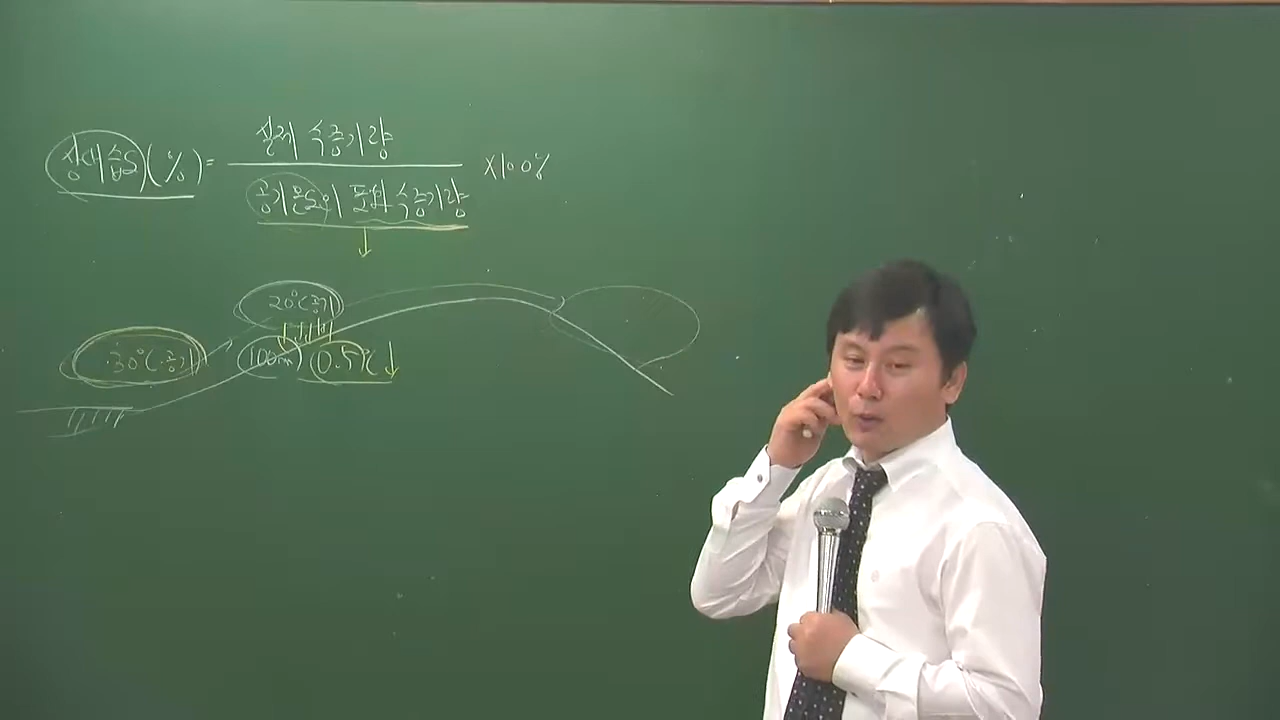 실제 수증기량
상대습도(%)= ×100%
공기온도의 포화수증기량
20℃(공기)
30℃(공기) 100m) 0.5℃↓